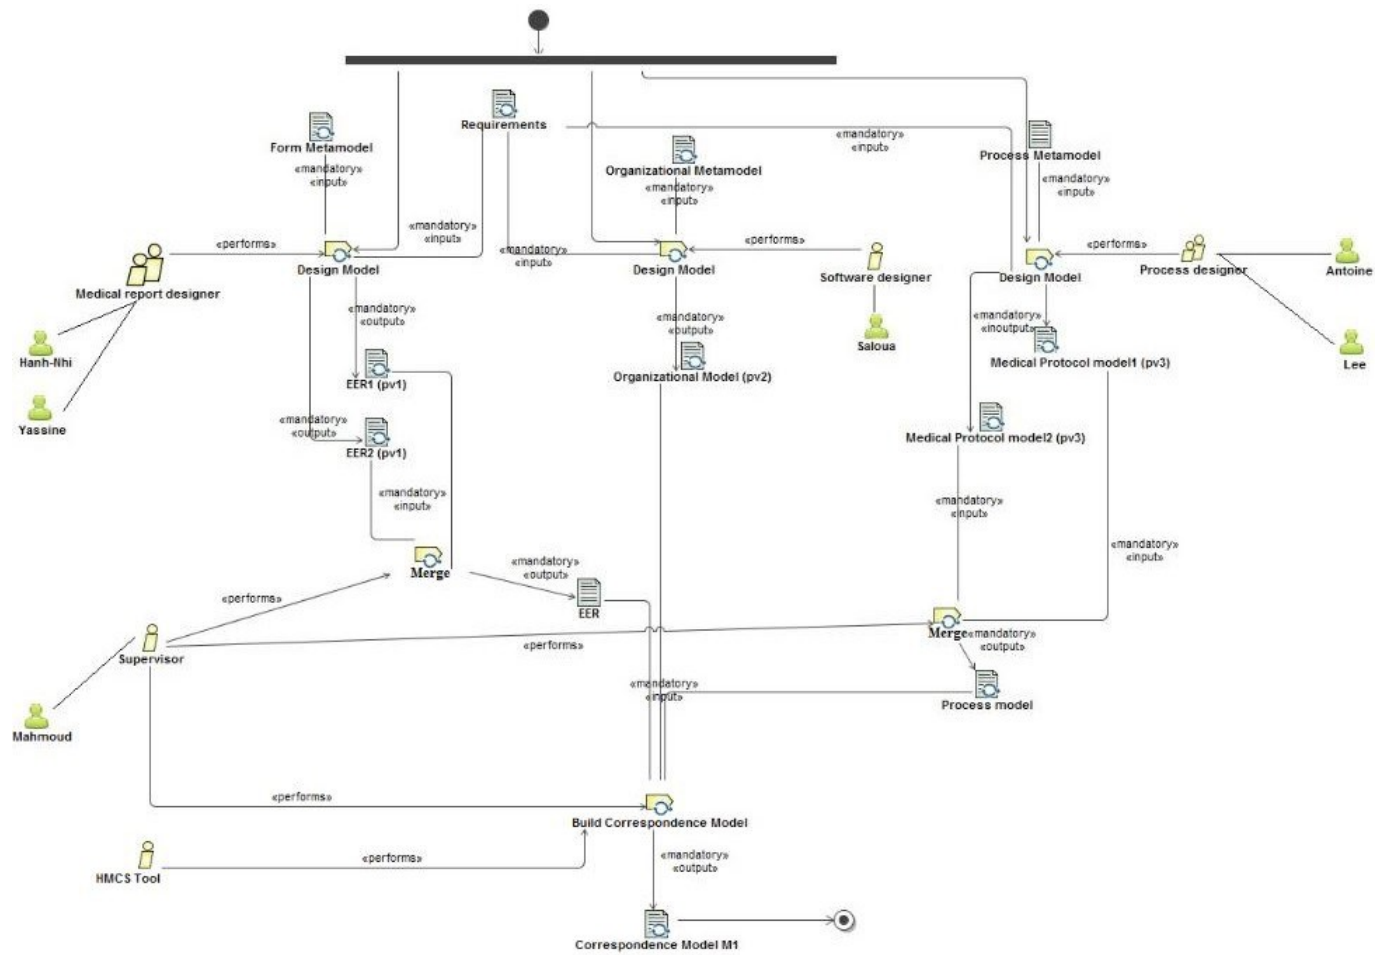 Requirements
Form Metamodel
«mandatory»
«input»
«mandatory»
«input»
Process Metamodel
Organizational Metamodel
«mandatory»
«input»
«mandatory»
«input»
«mandatory»
«input»
«mandatory»
«input»
«performs»
Design Model
Design Model
«performs»
Software designer
«performs»
Design Model
Process designer
Antoine
Medical report designer
«mandatory»
«output»
«mandatory»
«output»
«mandatory»
«inoutput»
Saloua
Hanh-Nhi
Medical Protocol model1 (pv3)
Lee
EER1 (pv1)
Organizational Model (pv2)
Yassine
«mandatory»
«output»
Medical Protocol model2 (pv3)
EER2 (pv1)
«mandatory»
«input»
«mandatory»
«input»
«mandatory»
«input»
Merge
«mandatory»
«output»
«performs»
EER
Merge
«mandatory»
«output»
«performs»
Supervisor
«mandatory»
«input»
Process model
Mahmoud
«performs»
Build Correspondence Model
«performs»
HMCS Tool
«mandatory»
«output»
Correspondence Model M1